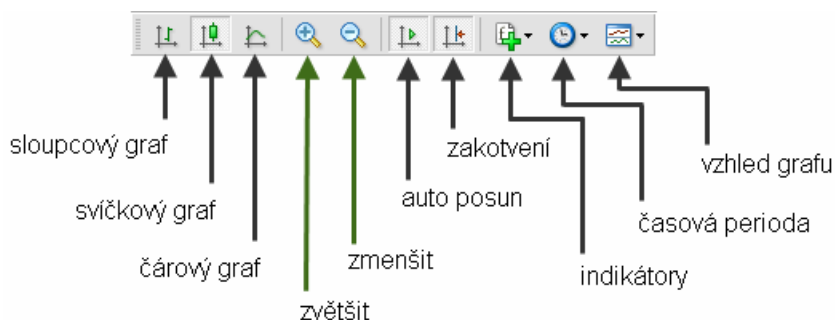 sloupcový graf
svíčkový graf
čárový graf
zvětšit
zmenšit
auto posun
zakotvení
indikátory
časová perioda
vzhled grafu